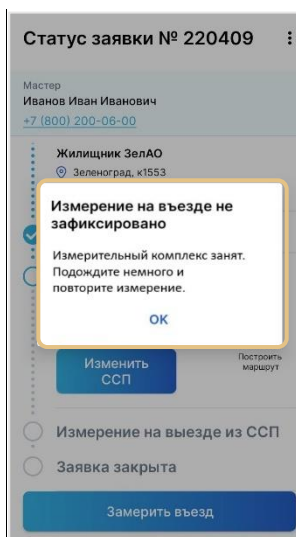 Статус заявки № 220409
Мастер
Иванов Иван Иванович
+7 (800) 200-06-00
Жилищник ЗелАО
Зеленоград, к1553
Измерение на въезде не
зафиксировано
Измерительный комплекс занят.
Подождите немного и
повторите измерение.
ОК
Изменить
ССП
Построить
маршрут
Измерение на выезде из ССП
Заявка закрыта
Замерить въезд